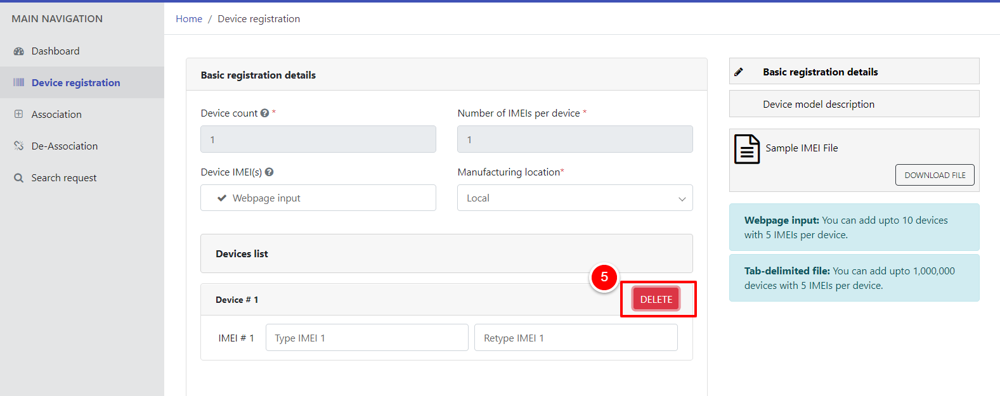 MAIN NAVIGATION
Dashboard
Device registration
Association
De-Association
Search request
Home / Device registration
Basic registration details
Device count *
Number of IMEIs per device *
1
1
Device IMEI(s)
Manufacturing location*
Webpage input
Local
Devices list
5
Device # 1
DELETE
IMEI # 1
Type IMEI 1
Retype IMEI 1
Basic registration details
Device model description
Sample IMEI File
DOWNLOAD FILE
Webpage input: You can add upto 10 devices
with 5 IMEIs per device.
Tab-delimited file: You can add upto 1,000,000
devices with 5 IMEIs per device.